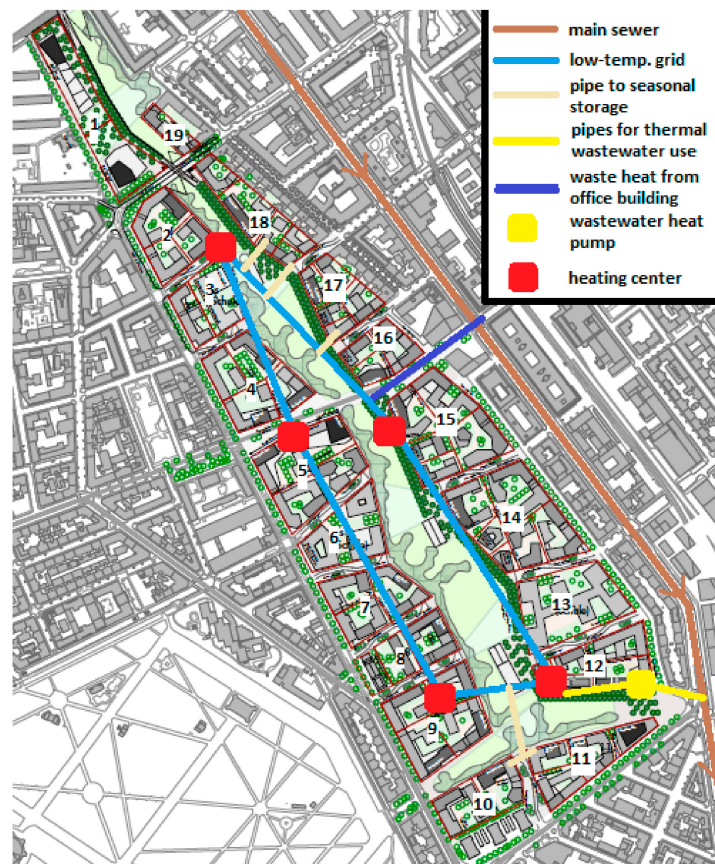 main sewer
low-temp. grid
pipe to seasonal
storage
pipes for thermal
wastewater use
waste heat from
office building
wastewater heat
pump
heating center
1
19
2
18
3
17
16
4
15
5
14
6
7
13
8
12
9
11
10